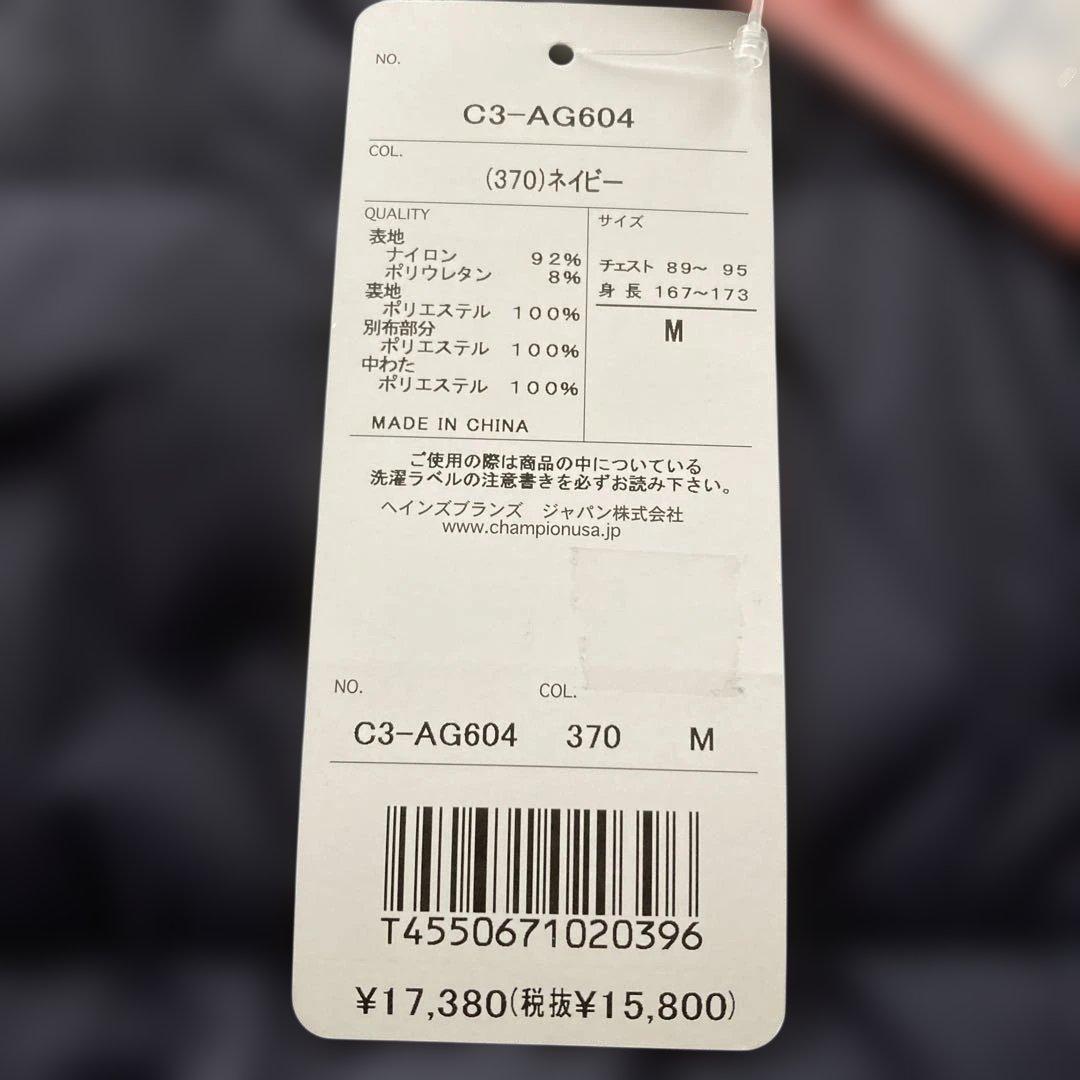 NO.
C3-AG604
COL.
(370)ネイビー
QUALITY
表地
ナイロン 92%
ポリウレタン 8%
裏地
ポリエステル 100%
別布部分
ポリエステル 100%
中わた
ポリエステル 100%
MADE IN CHINA
サイズ
チェスト 89〜 95
身 長 167〜173
M
ご使用の際は商品の中についている
洗濯ラベルの注意書きを必ずお読み下さい。
ヘインズブランズ ジャパン株式会社
www.championusa.jp
NO. COL.
C3-AG604 370 M
T4550671020396
¥17,380(税抜¥15,800)